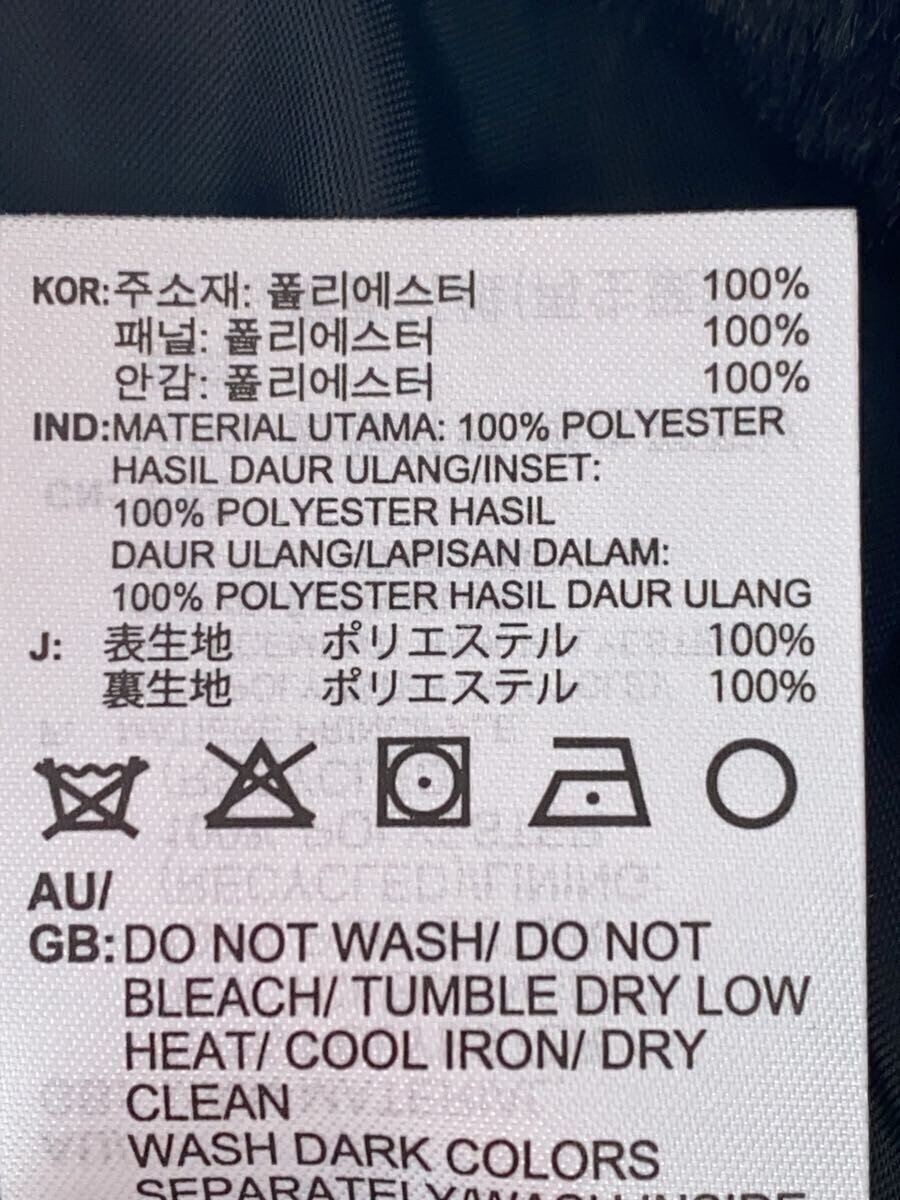 KOR: 주소재: 폴리에스터 100%
패널: 폴리에스터 100%
안감: 폴리에스터 100%
IND: MATERIAL UTAMA: 100% POLYESTER
HASIL DAUR ULANG/INSET:
100% POLYESTER HASIL
DAUR ULANG/LAPISAN DALAM:
100% POLYESTER HASIL DAUR ULANG
J: 表生地 ポリエステル 100%
裏生地 ポリエステル 100%
AU/
GB: DO NOT WASH/ DO NOT
BLEACH/ TUMBLE DRY LOW
HEAT/ COOL IRON/ DRY
CLEAN
WASH DARK COLORS
SEPARATELY/WASH INSIDE